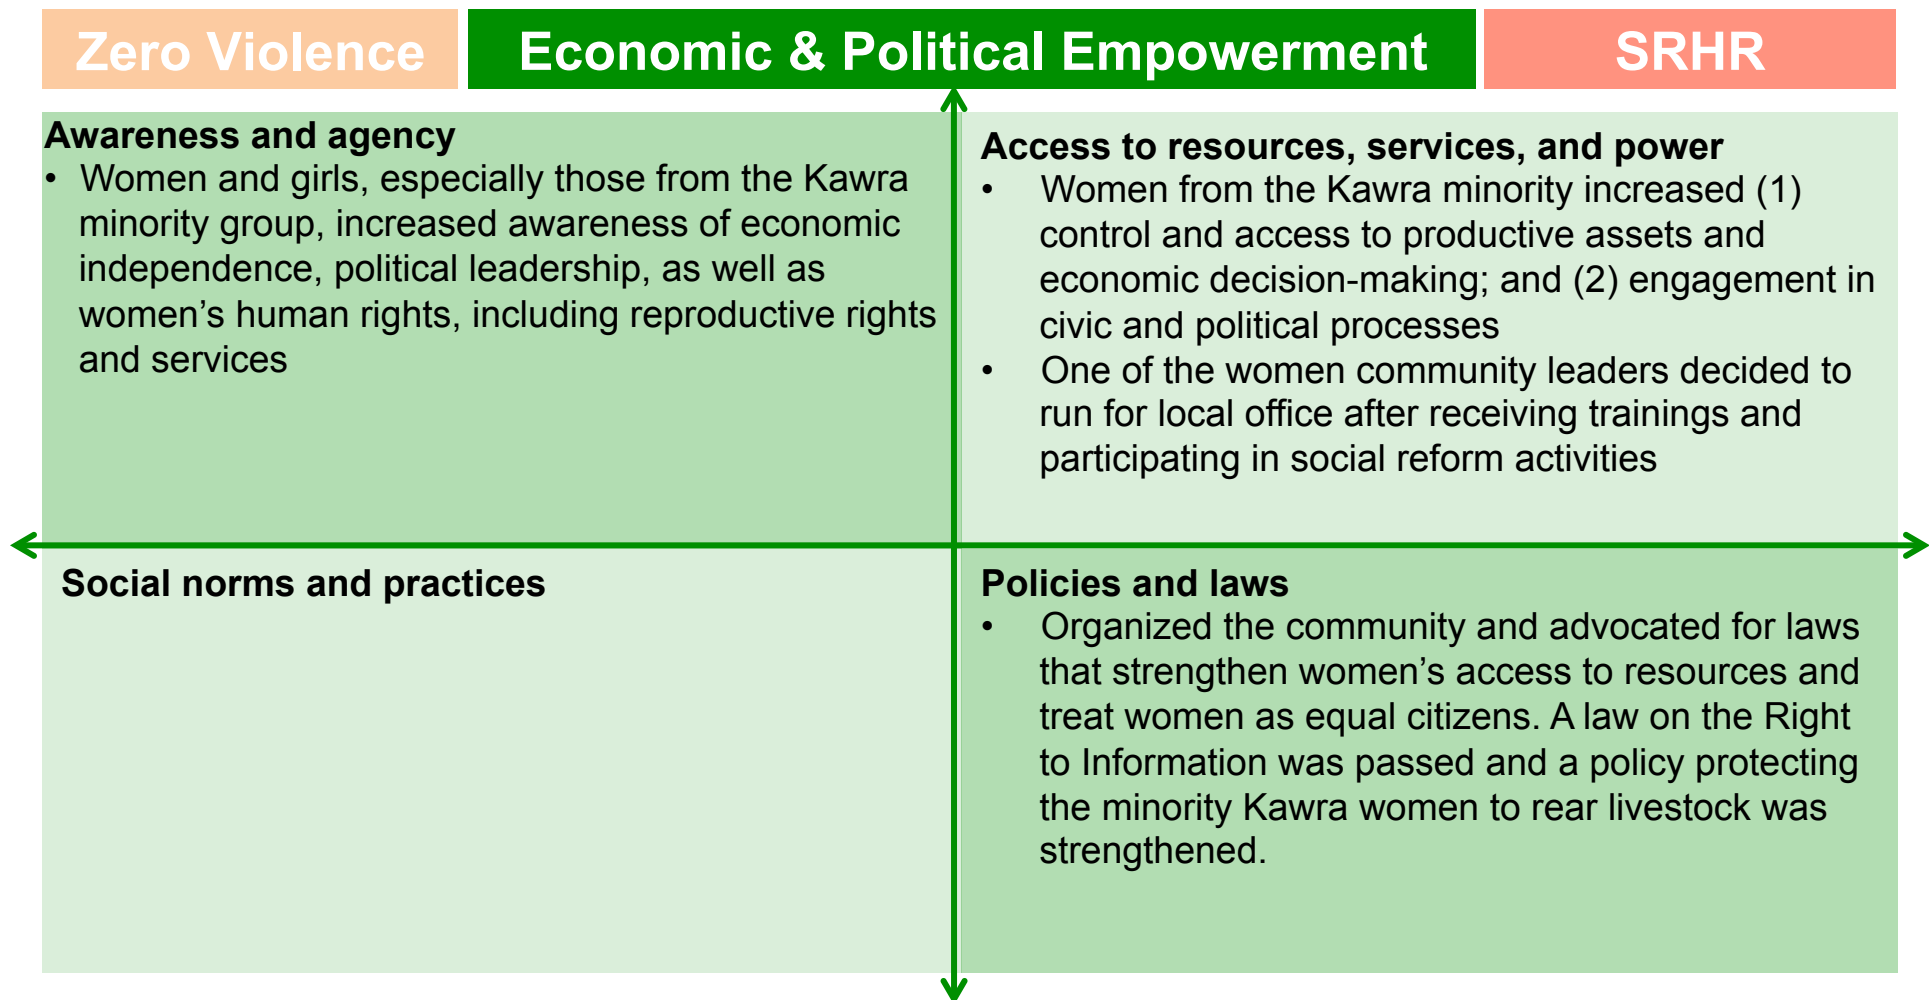 Zero Violence
Economic & Political Empowerment
SRHR
Awareness and agency
• Women and girls, especially those from the Kawra
minority group, increased awareness of economic
independence, political leadership, as well as
women’s human rights, including reproductive rights
and services
Access to resources, services, and power
• Women from the Kawra minority increased (1)
control and access to productive assets and
economic decision-making; and (2) engagement in
civic and political processes
• One of the women community leaders decided to
run for local office after receiving trainings and
participating in social reform activities
Social norms and practices
Policies and laws
• Organized the community and advocated for laws
that strengthen women’s access to resources and
treat women as equal citizens. A law on the Right
to Information was passed and a policy protecting
the minority Kawra women to rear livestock was
strengthened.